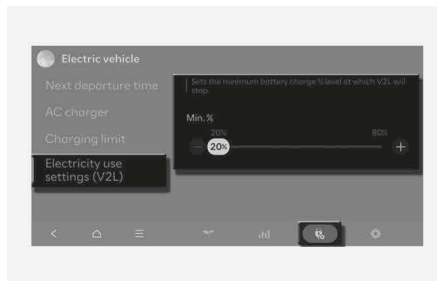 Electric vehicle
Next departure time
AC charger
Charging limit
Electricity use
settings (V2L)
Sets the minimum battery charge % level at which V2L will
stop.
Min. %
20%
80%
20%